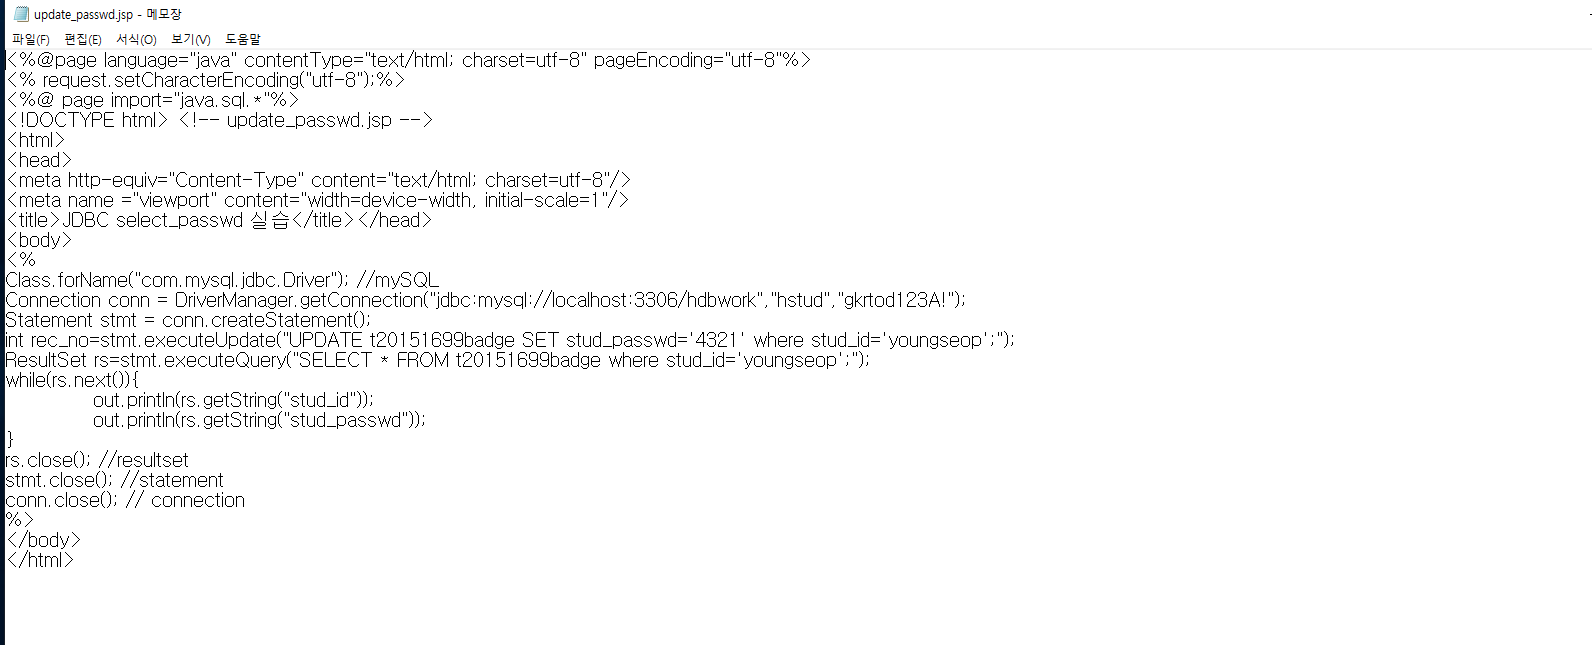 update_passwd.jsp - 메모장
파일(F) 편집(E) 서식(O) 보기(V) 도움말
<%@page language="java" contentType="text/html; charset=utf-8" pageEncoding="utf-8"%>
<% request.setCharacterEncoding("utf-8");%>
<%@ page import="java.sql.*"%>
<!DOCTYPE html> <!-- update_passwd.jsp -->
<html>
<head>
<meta http-equiv="Content-Type" content="text/html; charset=utf-8"/>
<meta name ="viewport" content="width=device-width, initial-scale=1"/>
<title>JDBC select_passwd 실습</title></head>
<body>
<%
Class.forName("com.mysql.jdbc.Driver"); //mySQL
Connection conn = DriverManager.getConnection("jdbc:mysql://localhost:3306/hdbwork","hstud","gkrtod123A!");
Statement stmt = conn.createStatement();
int rec_no=stmt.executeUpdate("UPDATE t20151699badge SET stud_passwd='4321' where stud_id='youngseop';");
ResultSet rs=stmt.executeQuery("SELECT * FROM t20151699badge where stud_id='youngseop';");
while(rs.next()){
out.println(rs.getString("stud_id"));
out.println(rs.getString("stud_passwd"));
}
rs.close(); //resultset
stmt.close(); //statement
conn.close(); // connection
%>
</body>
</html>